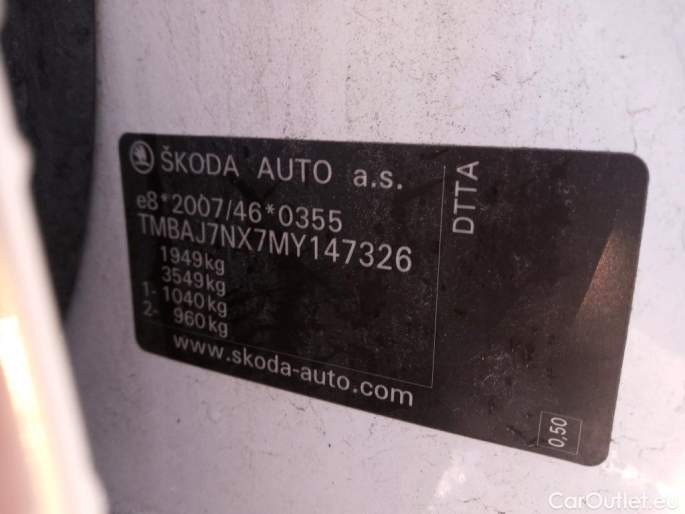 ŠKODA AUTO a.s.
e8*2007/46*0355
TMBAJ7NX7MY147326
1949kg
3549kg
1- 1040kg
2- 960kg
www.skoda-auto.com
DTTA
0,50
CarOutlet.eu